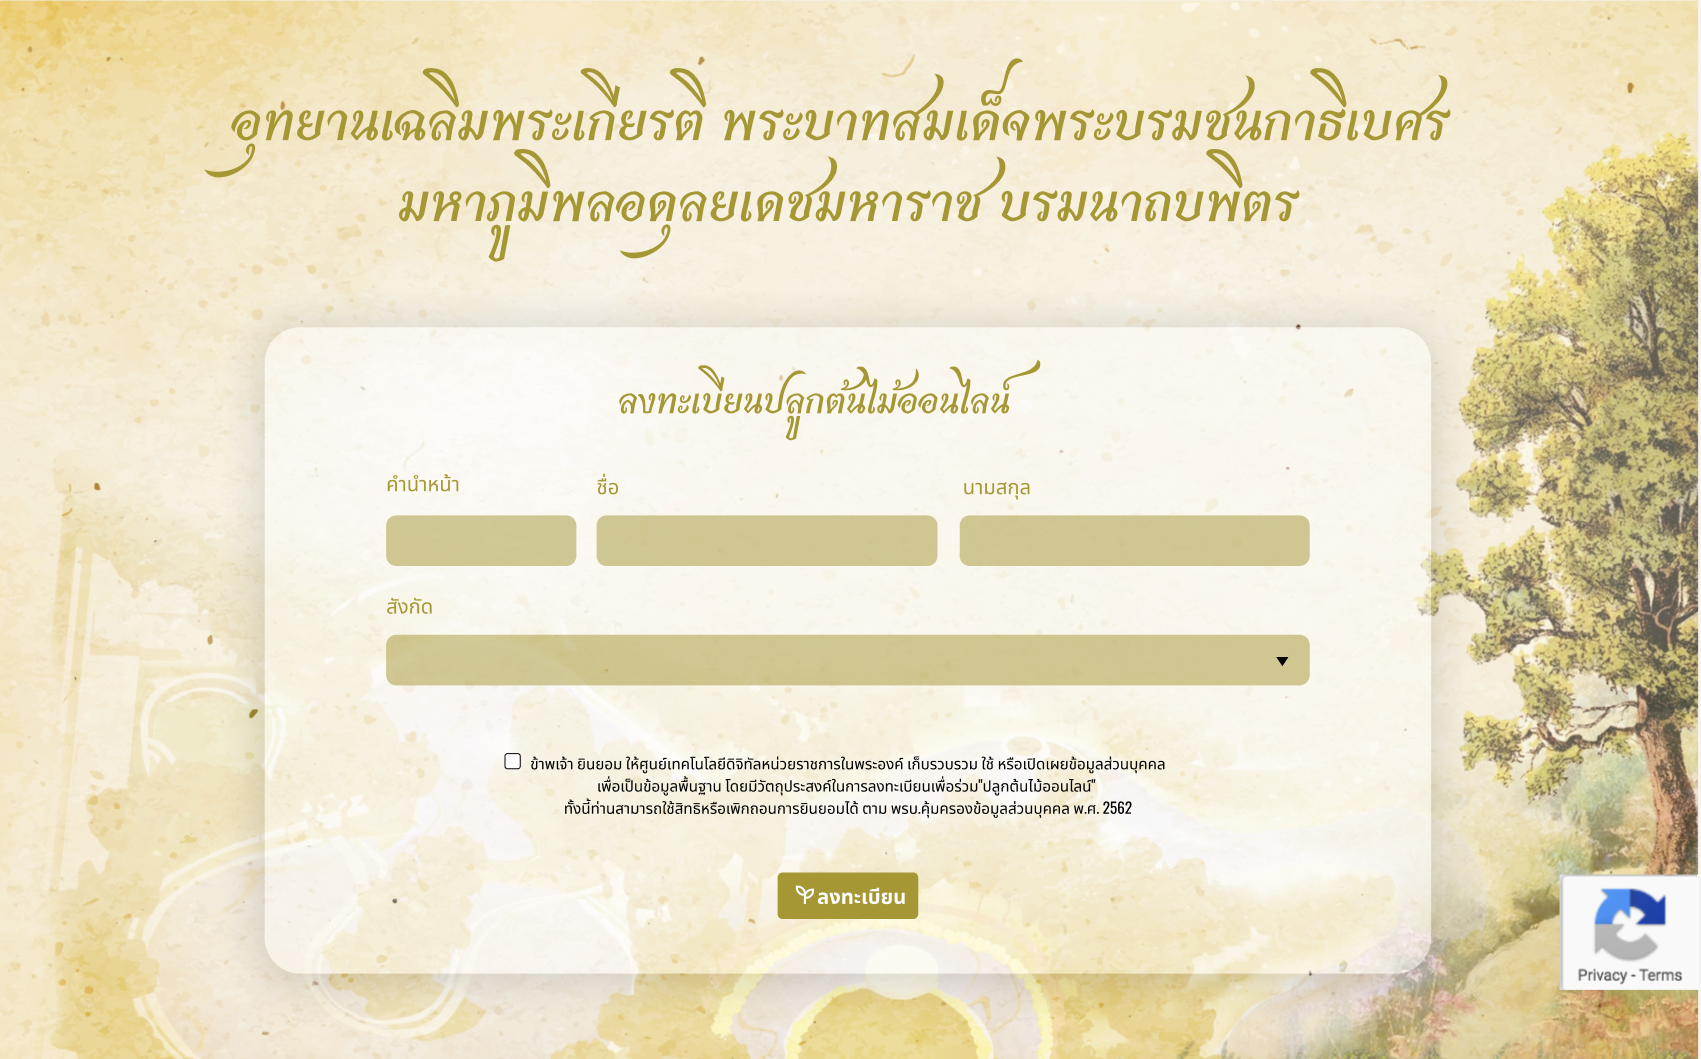 อุทยานเฉลิมพระเกียรติ พระบาทสมเด็จพระบรมชนกาธิเบศร
มหาภูมิพลอดุลยเดชมหาราช บรมนาถบพิตร
ลงทะเบียนปลูกต้นไม้ออนไลน์
คำนำหน้า ชื่อ นามสกุล
สังกัด
ข้าพเจ้า ยินยอม ให้ศูนย์เทคโนโลยีดิจิทัลหน่วยราชการในพระองค์ เก็บรวบรวม ใช้ หรือเปิดเผยข้อมูลส่วนบุคคล
เพื่อเป็นข้อมูลพื้นฐาน โดยมีวัตถุประสงค์ในการลงทะเบียนเพื่อร่วม"ปลูกต้นไม้ออนไลน์"
ทั้งนี้ท่านสามารถใช้สิทธิหรือเพิกถอนการยินยอมได้ ตาม พรบ.คุ้มครองข้อมูลส่วนบุคคล พ.ศ. 2562
ลงทะเบียน
Privacy - Terms